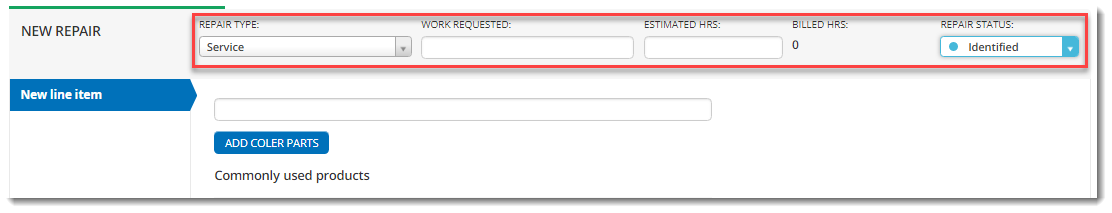 NEW REPAIR
REPAIR TYPE: WORK REQUESTED: ESTIMATED HRS: BILLED HRS: REPAIR STATUS:
Service 0 Identified
New line item
ADD COLER PARTS
Commonly used products